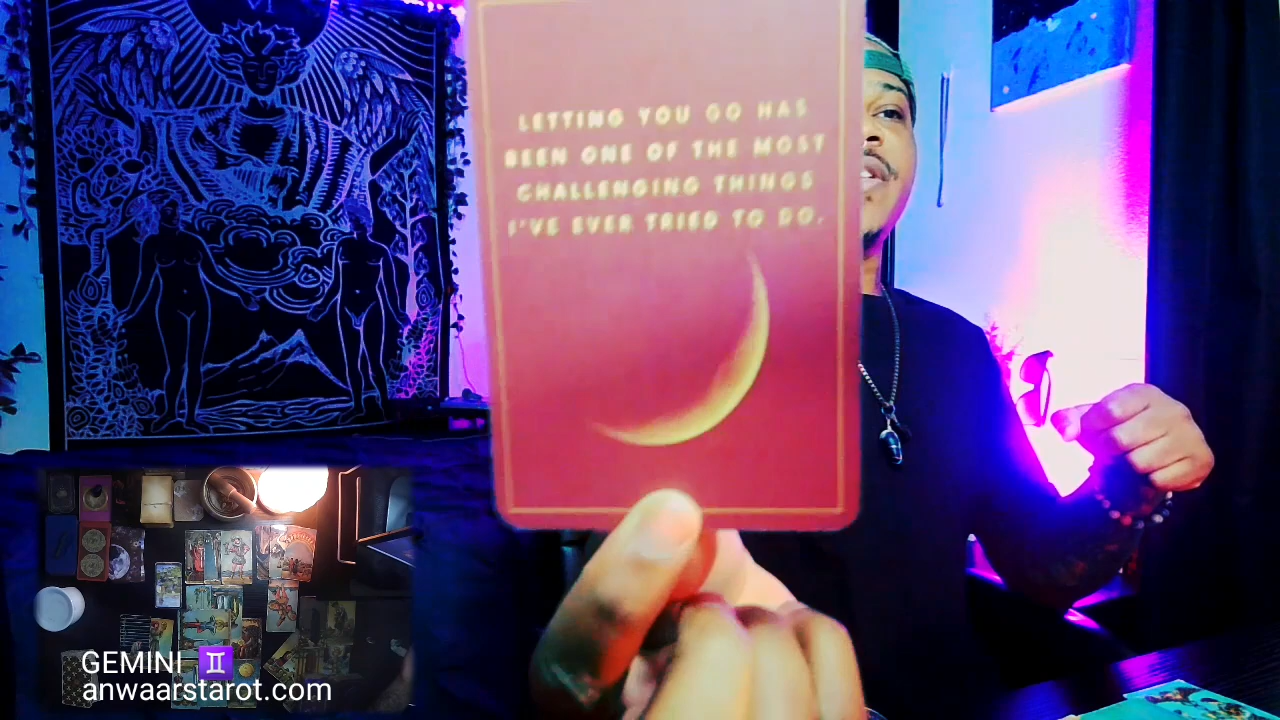 LETTING YOU GO HAS
BEEN ONE OF THE MOST
CHALLENGING THINGS
I'VE EVER TRIED TO DO.
GEMINI ♊
anwaarstarot.com